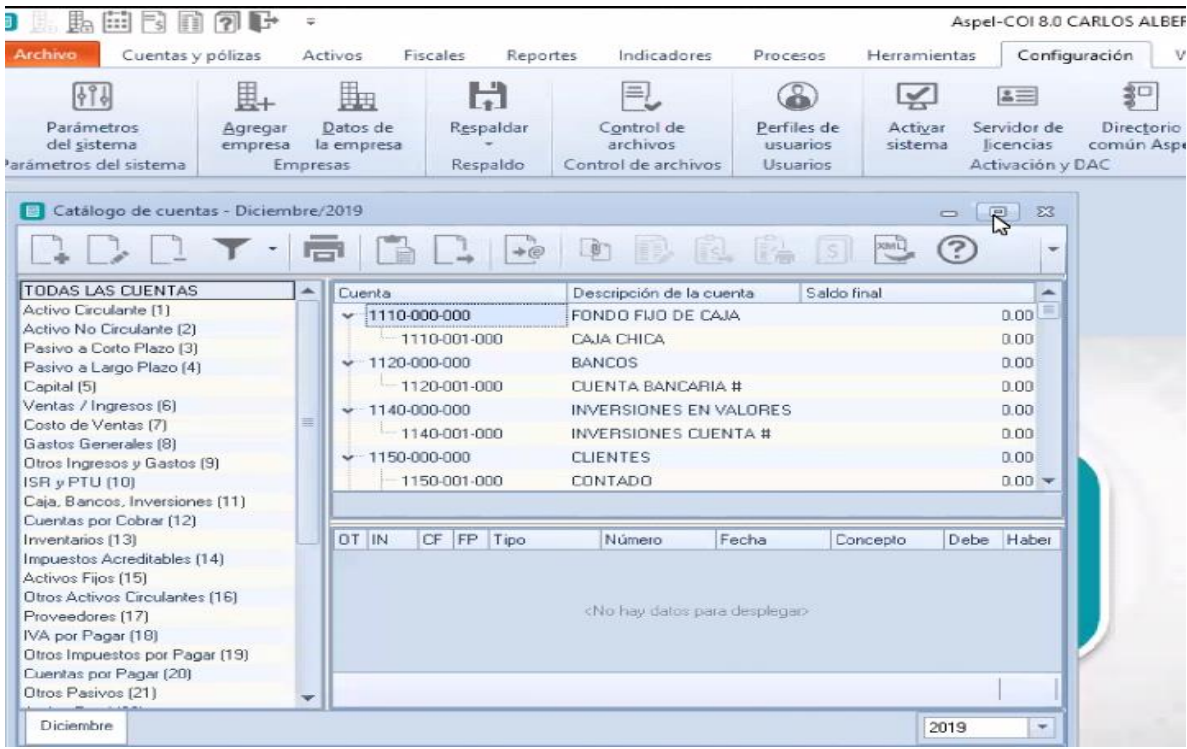 Aspel-COI 8.0 CARLOS ALBER
Archivo Cuentas y pólizas Activos Fiscales Reportes Indicadores Procesos Herramientas Configuración V
Parámetros del sistema
Agregar empresa
Datos de la empresa
Respaldar
Control de archivos
Perfiles de usuarios
Activar sistema
Servidor de licencias
Directorio común Aspe
Parámetros del sistema Empresas Respaldo Control de archivos Usuarios Activación y DAC
Catálogo de cuentas - Diciembre/2019
TODAS LAS CUENTAS
Activo Circulante (1)
Activo No Circulante (2)
Pasivo a Corto Plazo (3)
Pasivo a Largo Plazo (4)
Capital (5)
Ventas / Ingresos (6)
Costo de Ventas (7)
Gastos Generales (8)
Otros Ingresos y Gastos (9)
ISR y PTU (10)
Caja, Bancos, Inversiones (11)
Cuentas por Cobrar (12)
Inventarios (13)
Impuestos Acreditables (14)
Activos Fijos (15)
Otros Activos Circulantes (16)
Proveedores (17)
IVA por Pagar (18)
Otros Impuestos por Pagar (19)
Cuentas por Pagar (20)
Otros Pasivos (21)
Cuenta Descripción de la cuenta Saldo final
1110-000-000 FONDO FIJO DE CAJA 0.00
1110-001-000 CAJA CHICA 0.00
1120-000-000 BANCOS 0.00
1120-001-000 CUENTA BANCARIA # 0.00
1140-000-000 INVERSIONES EN VALORES 0.00
1140-001-000 INVERSIONES CUENTA # 0.00
1150-000-000 CLIENTES 0.00
1150-001-000 CONTADO 0.00
OT IN CF FP Tipo Número Fecha Concepto Debe Haber
<No hay datos para desplegar>
Diciembre 2019